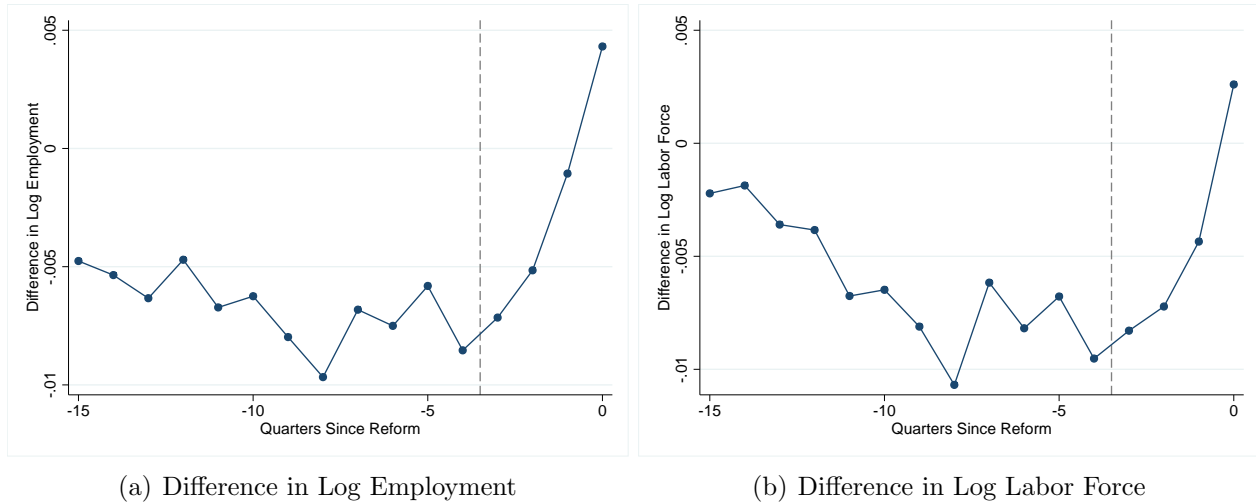 Difference in Log Employment
.005
0
-.005
-.01
-15
-10
-5
0
Quarters Since Reform
(a) Difference in Log Employment
Difference in Log Labor Force
.005
0
-.005
-.01
-15
-10
-5
0
Quarters Since Reform
(b) Difference in Log Labor Force